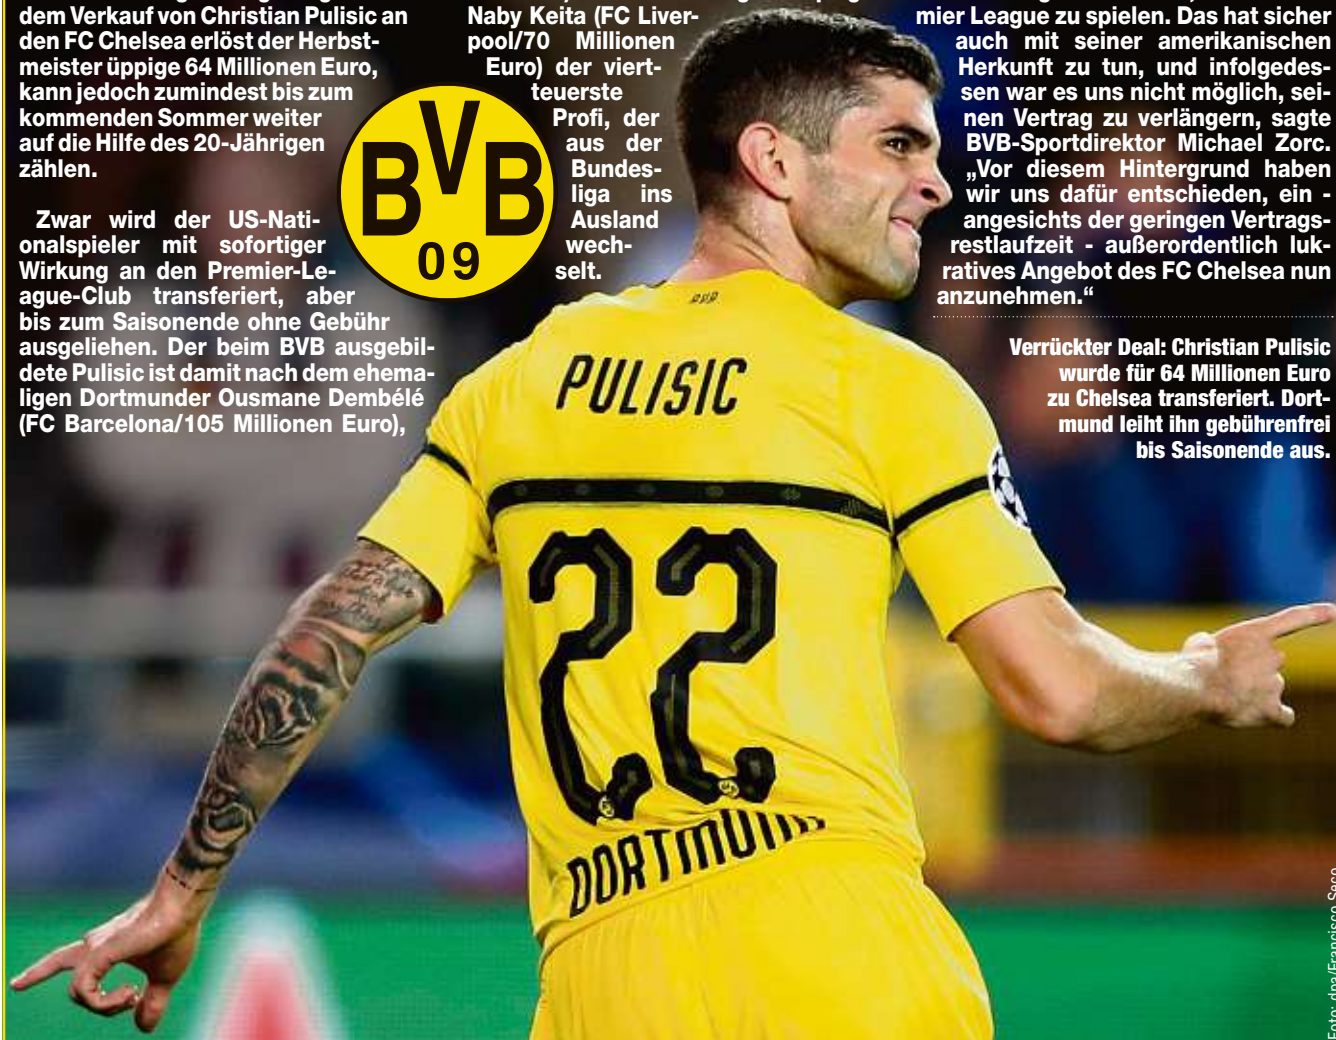 dem Verkauf von Christian Pulisic an
den FC Chelsea erlöst der Herbst-
meister üppige 64 Millionen Euro,
kann jedoch zumindest bis zum
kommenden Sommer weiter
auf die Hilfe des 20-Jährigen
zählen.
Zwar wird der US-Nati-
onalspieler mit sofortiger
Wirkung an den Premier-Le-
ague-Club transferiert, aber
bis zum Saisonende ohne Gebühr
ausgeliehen. Der beim BVB ausgebil-
dete Pulisic ist damit nach dem ehema-
ligen Dortmunder Ousmane Dembélé
(FC Barcelona/105 Millionen Euro),
Naby Keita (FC Liver-
pool/70 Millionen
Euro) der viert-
teuerste
Profi, der
aus der
Bundes-
liga ins
Ausland
wech-
selt.
BVB
09
mier League zu spielen. Das hat sicher
auch mit seiner amerikanischen
Herkunft zu tun, und infolgedes-
sen war es uns nicht möglich, sei-
nen Vertrag zu verlängern, sagte
BVB-Sportdirektor Michael Zorc.
„Vor diesem Hintergrund haben
wir uns dafür entschieden, ein -
angesichts der geringen Vertrags-
restlaufzeit - außerordentlich luk-
ratives Angebot des FC Chelsea nun
anzunehmen.“
Verrückter Deal: Christian Pulisic
wurde für 64 Millionen Euro
zu Chelsea transferiert. Dort-
mund leiht ihn gebührenfrei
bis Saisonende aus.
BVB
PULISIC
22
DORTMUND
Foto: dpa/Francisco Seco